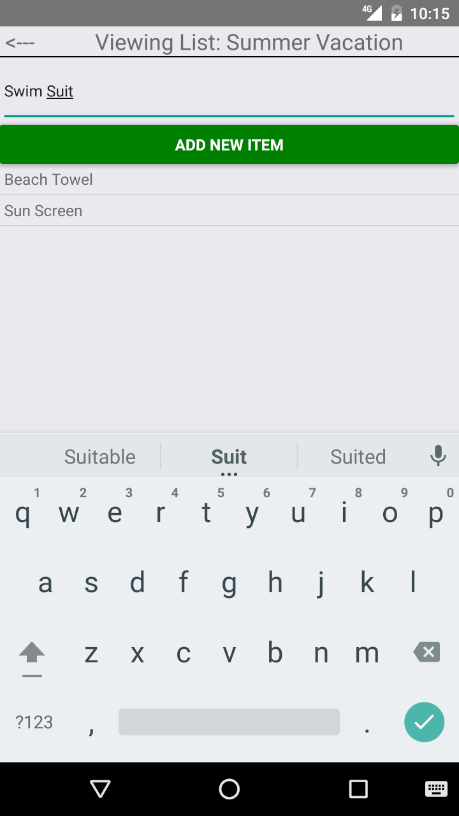 4G 10:15
<--- Viewing List: Summer Vacation
Swim Suit
ADD NEW ITEM
Beach Towel
Sun Screen
Suitable Suit Suited
1 2 3 4 5 6 7 8 9 0
q w e r t y u i o p
a s d f g h j k l
z x c v b n m
?123 , .